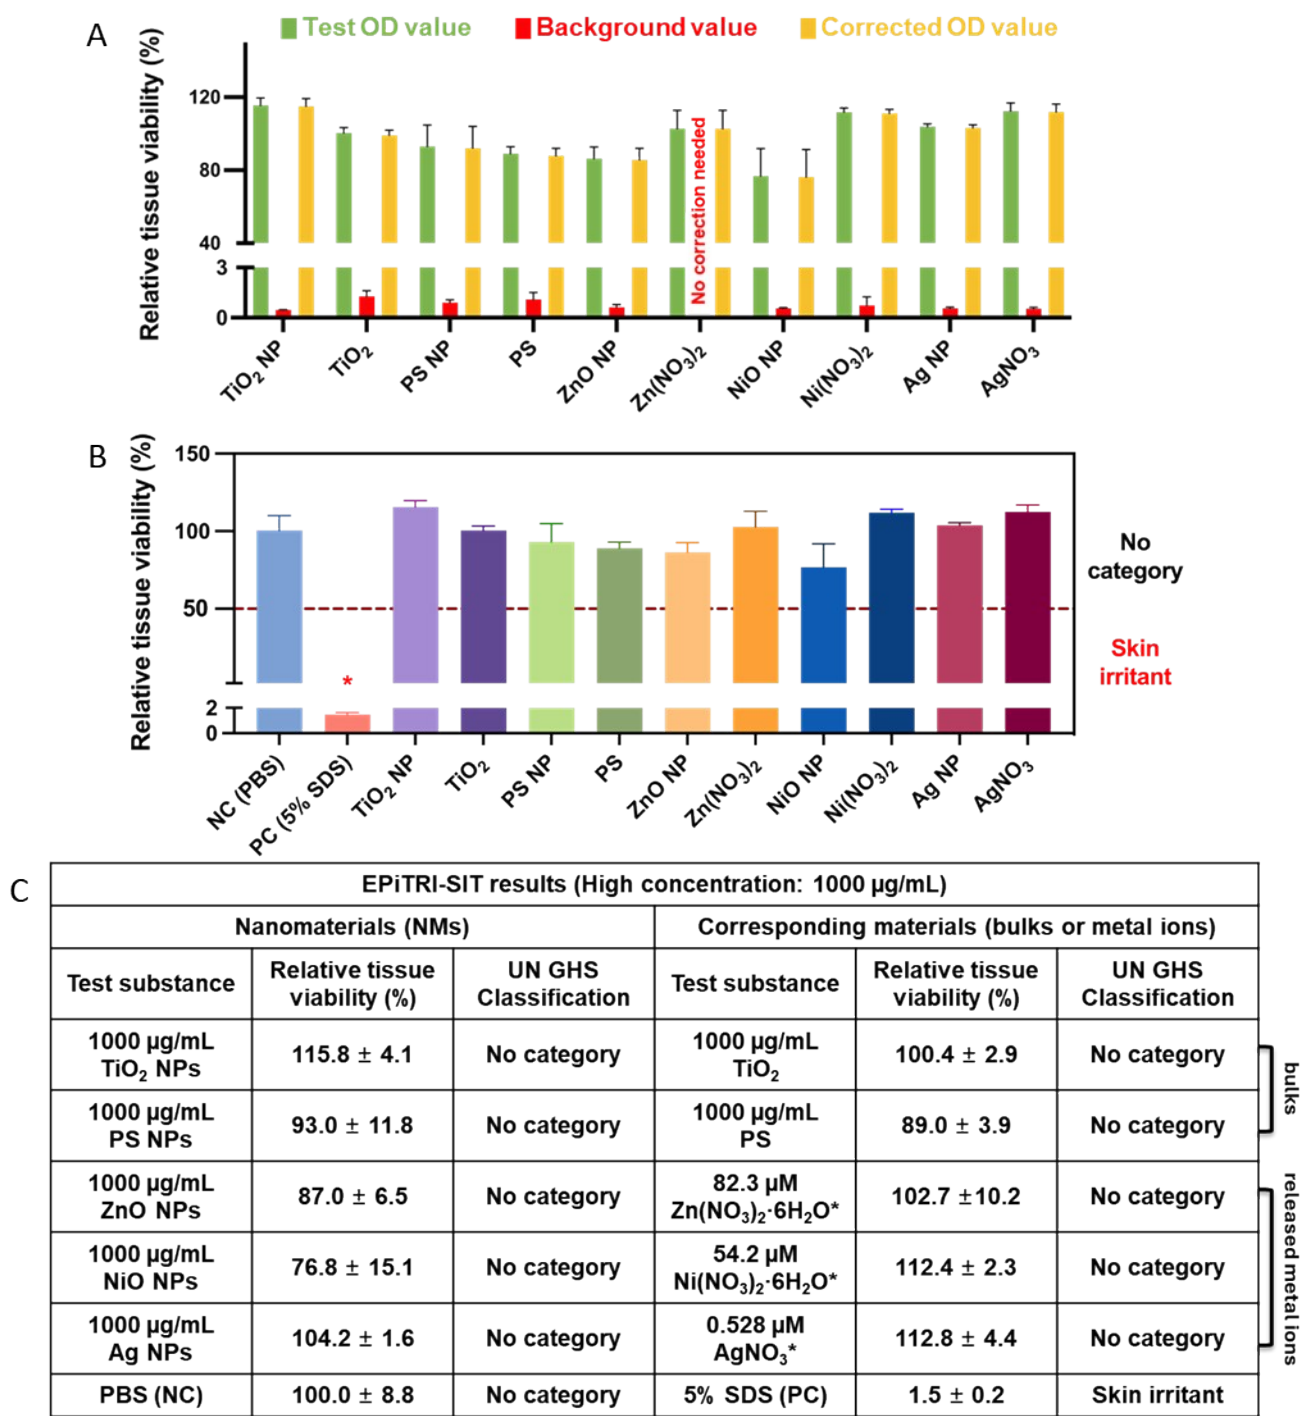 A
Test OD value
Background value
Corrected OD value
Relative tissue viability (%)
120
80
40
3
0
No correction needed
TiO₂ NP
TiO₂
PS NP
PS
ZnO NP
Zn(NO₃)₂
NiO NP
Ni(NO₃)₂
Ag NP
AgNO₃
B
Relative tissue viability (%)
150
100
50
2
0
*
No
category
Skin
irritant
NC (PBS)
PC (5% SDS)
TiO₂ NP
TiO₂
PS NP
PS
ZnO NP
Zn(NO₃)₂
NiO NP
Ni(NO₃)₂
Ag NP
AgNO₃
C
EPiTRI-SIT results (High concentration: 1000 µg/mL)
Nanomaterials (NMs)
Corresponding materials (bulks or metal ions)
Test substance
Relative tissue
viability (%)
UN GHS
Classification
Test substance
Relative tissue
viability (%)
UN GHS
Classification
1000 µg/mL
TiO₂ NPs
115.8 ± 4.1
No category
1000 µg/mL
TiO₂
100.4 ± 2.9
No category
1000 µg/mL
PS NPs
93.0 ± 11.8
No category
1000 µg/mL
PS
89.0 ± 3.9
No category
bulks
1000 µg/mL
ZnO NPs
87.0 ± 6.5
No category
82.3 µM
Zn(NO₃)₂·6H₂O*
102.7 ±10.2
No category
1000 µg/mL
NiO NPs
76.8 ± 15.1
No category
54.2 µM
Ni(NO₃)₂·6H₂O*
112.4 ± 2.3
No category
1000 µg/mL
Ag NPs
104.2 ± 1.6
No category
0.528 µM
AgNO₃*
112.8 ± 4.4
No category
released metal ions
PBS (NC)
100.0 ± 8.8
No category
5% SDS (PC)
1.5 ± 0.2
Skin irritant